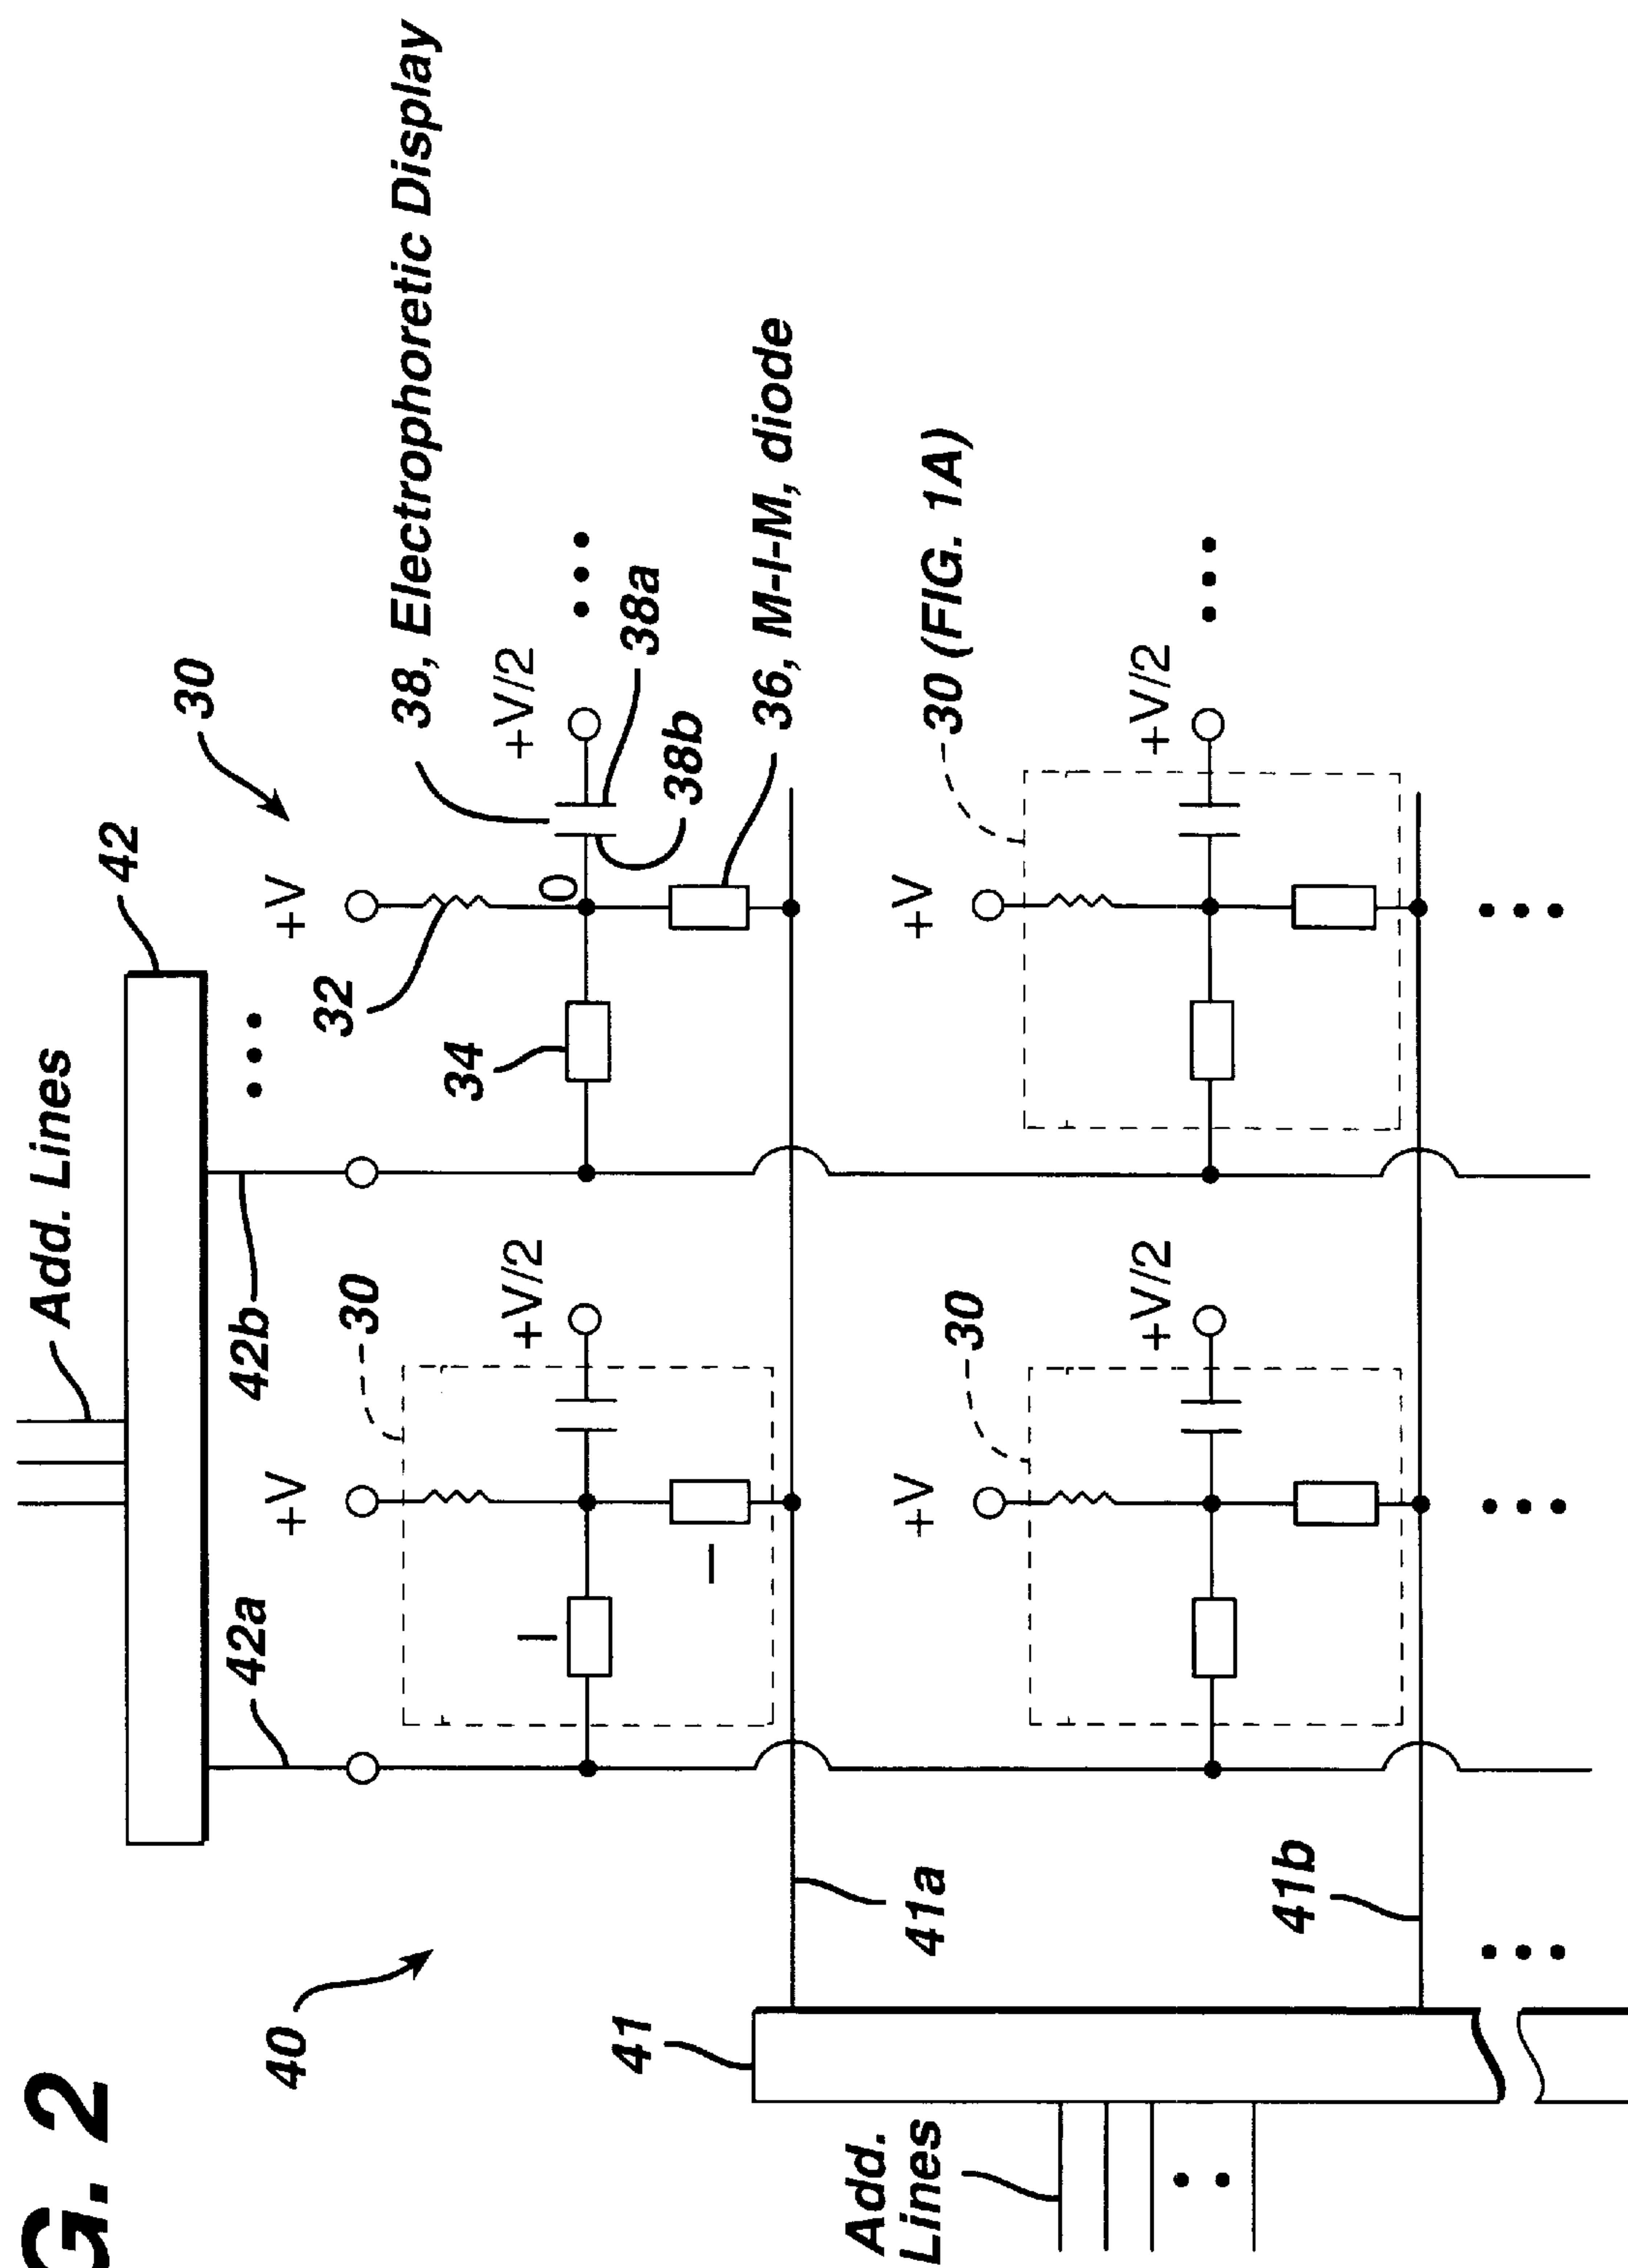 G. 2
Add. Lines
42
30
40
42a
42b
+V
+V
32
30
38, Electrophoretic Display
34
+V/2
+V/2
0
41
38a
38b
36, M-I-M, diode
Add.
Lines
41a
+V
+V
30
30 (FIG. 1A)
+V/2
+V/2
41b